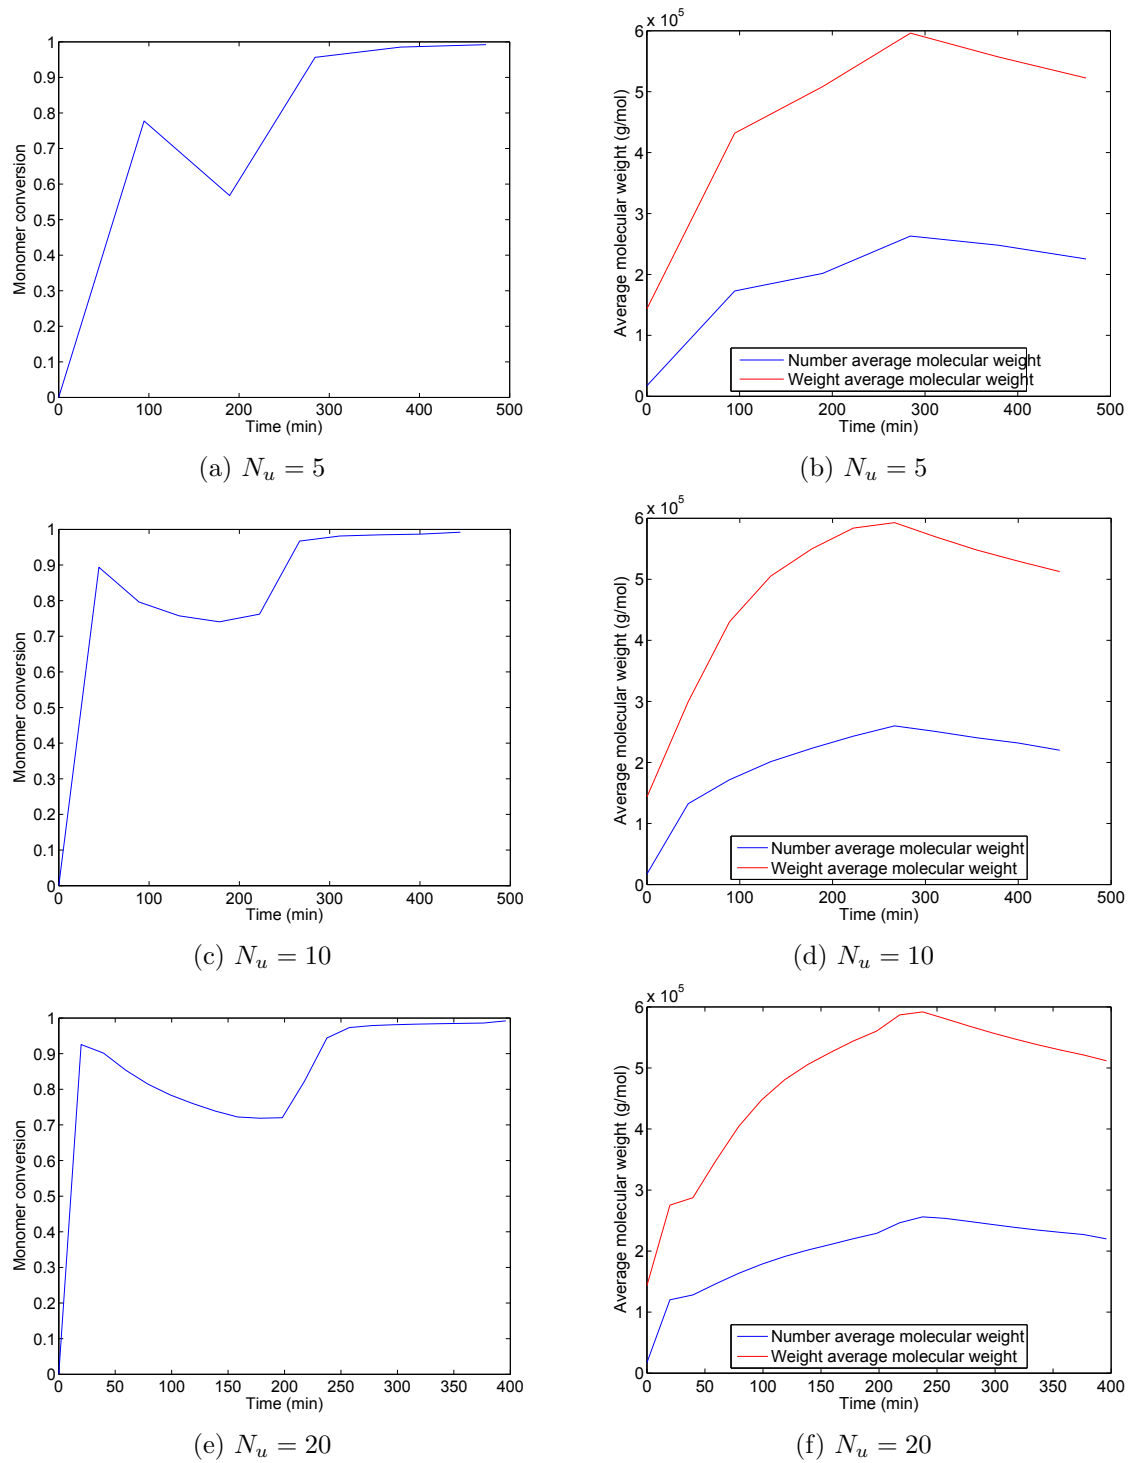 1
0.9
0.8
0.7
0.6
0.5
0.4
0.3
0.2
0.1
0
0 100 200 300 400 500
Monomer conversion
Time (min)
(a) N_u = 5
x 10^5
6
5
4
3
2
1
0
0 100 200 300 400 500
Average molecular weight (g/mol)
Time (min)
Number average molecular weight
Weight average molecular weight
(b) N_u = 5
1
0.9
0.8
0.7
0.6
0.5
0.4
0.3
0.2
0.1
0
0 100 200 300 400 500
Monomer conversion
Time (min)
(c) N_u = 10
x 10^5
6
5
4
3
2
1
0
0 100 200 300 400 500
Average molecular weight (g/mol)
Time (min)
Number average molecular weight
Weight average molecular weight
(d) N_u = 10
1
0.9
0.8
0.7
0.6
0.5
0.4
0.3
0.2
0.1
0
0 50 100 150 200 250 300 350 400
Monomer conversion
Time (min)
(e) N_u = 20
x 10^5
6
5
4
3
2
1
0
0 50 100 150 200 250 300 350 400
Average molecular weight (g/mol)
Time (min)
Number average molecular weight
Weight average molecular weight
(f) N_u = 20